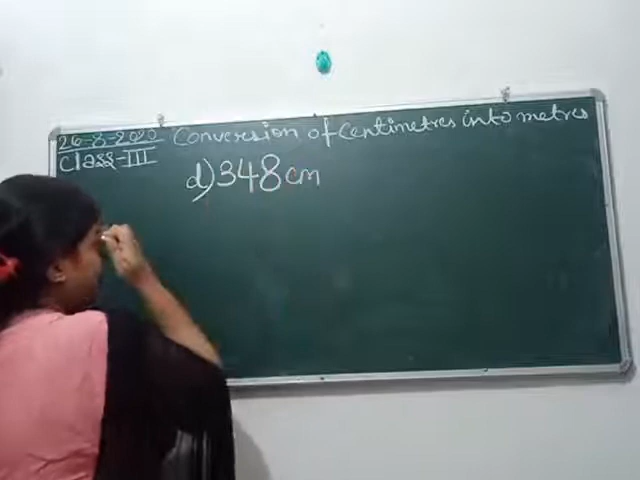 26-8-2020 Conversion of Centimetres into metres
Class-III
d) 348 cm